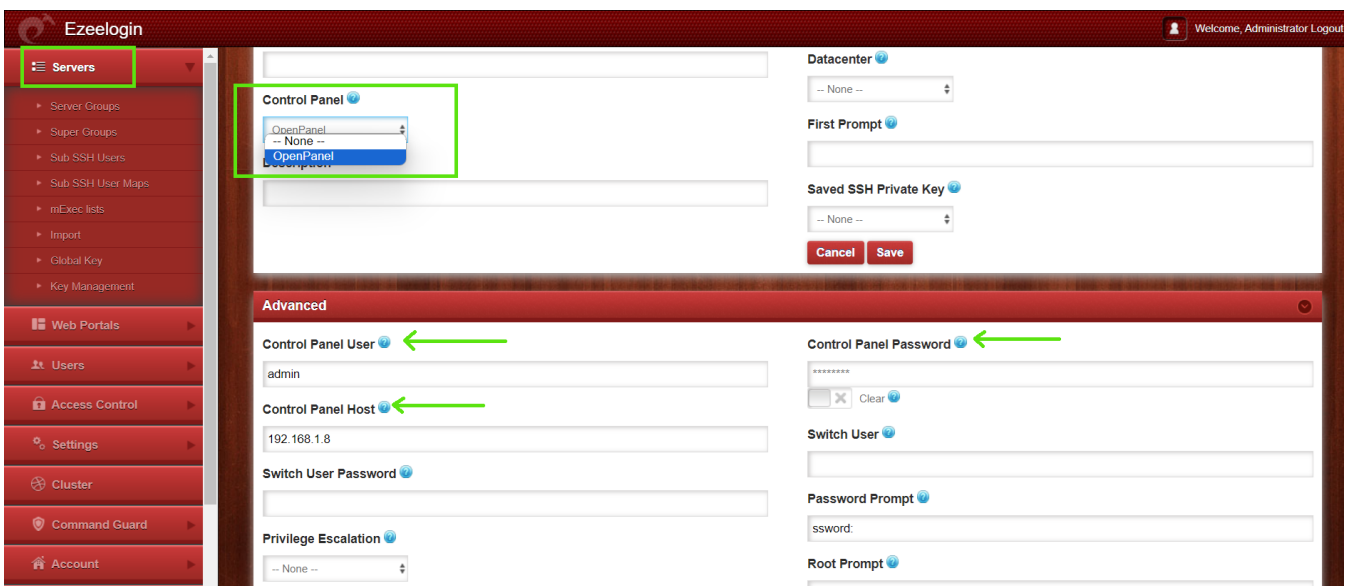 Ezeelogin
Welcome, Administrator Logout
Servers
Server Groups
Super Groups
Sub SSH Users
Sub SSH User Maps
mExec lists
Import
Global Key
Key Management
Web Portals
Users
Access Control
Settings
Cluster
Command Guard
Account
Control Panel
OpenPanel
-- None --
OpenPanel
Description
Datacenter
-- None --
First Prompt
Saved SSH Private Key
-- None --
Cancel Save
Advanced
Control Panel User
admin
Control Panel Host
192.168.1.8
Switch User Password
Privilege Escalation
-- None --
Control Panel Password
********
Clear
Switch User
Password Prompt
ssword:
Root Prompt